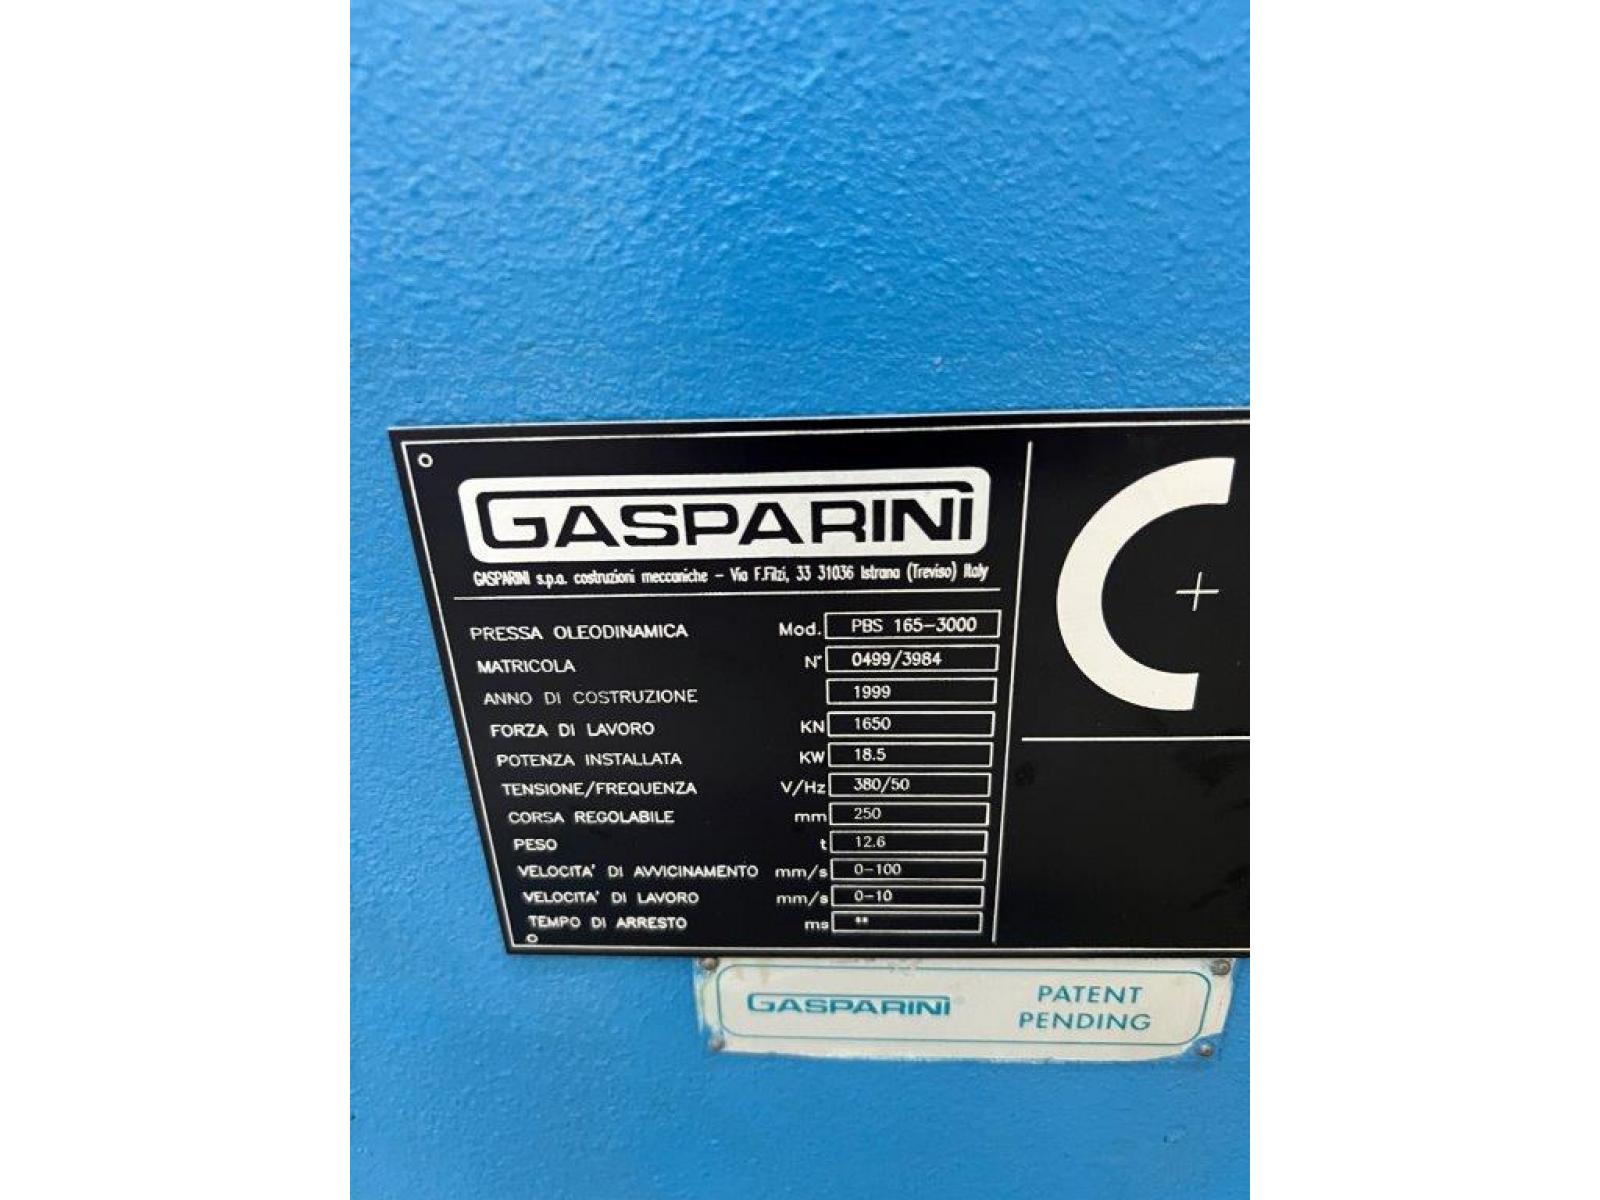 GASPARINI
GASPARINI s.p.a. costruzioni meccaniche - Via F.Filzi, 33 31036 Istrana (Treviso) Italy
PRESSA OLEODINAMICA Mod. PBS 165-3000
MATRICOLA N° 0499/3984
ANNO DI COSTRUZIONE 1999
FORZA DI LAVORO KN 1650
POTENZA INSTALLATA KW 18.5
TENSIONE/FREQUENZA V/Hz 380/50
CORSA REGOLABILE mm 250
PESO t 12.6
VELOCITA' DI AVVICINAMENTO mm/s 0-100
VELOCITA' DI LAVORO mm/s 0-10
TEMPO DI ARRESTO ms **
C
GASPARINI
PATENT
PENDING